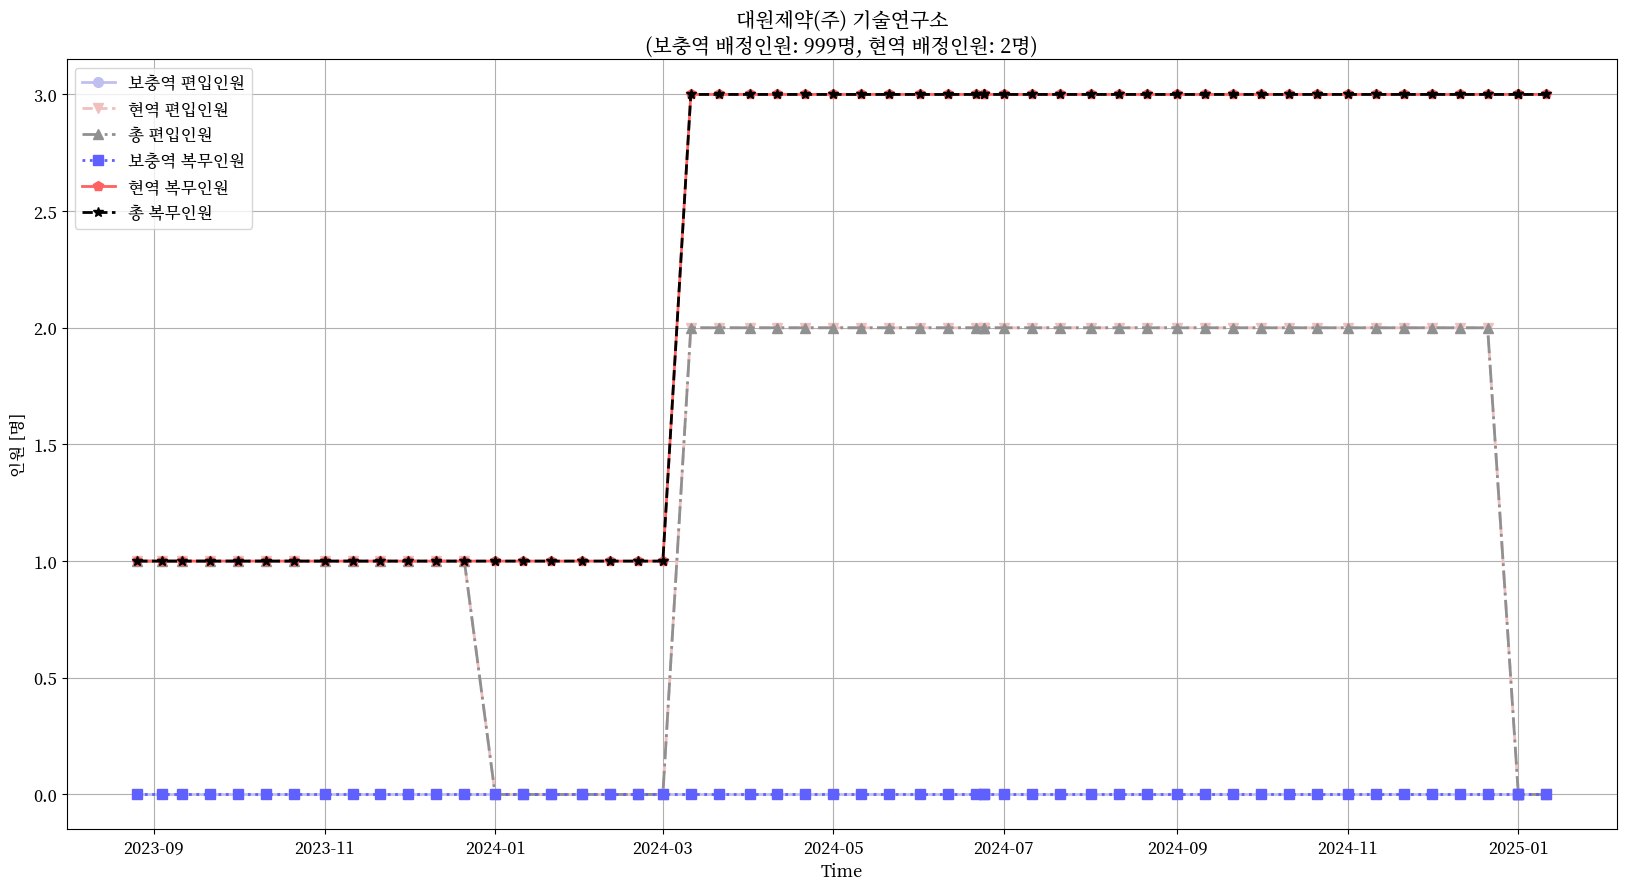 대원제약(주) 기술연구소
(보충역 배정인원: 999명, 현역 배정인원: 2명)
보충역 편입인원
현역 편입인원
총 편입인원
보충역 복무인원
현역 복무인원
총 복무인원
인원 [명]
3.0
2.5
2.0
1.5
1.0
0.5
0.0
2023-09
2023-11
2024-01
2024-03
2024-05
2024-07
2024-09
2024-11
2025-01
Time